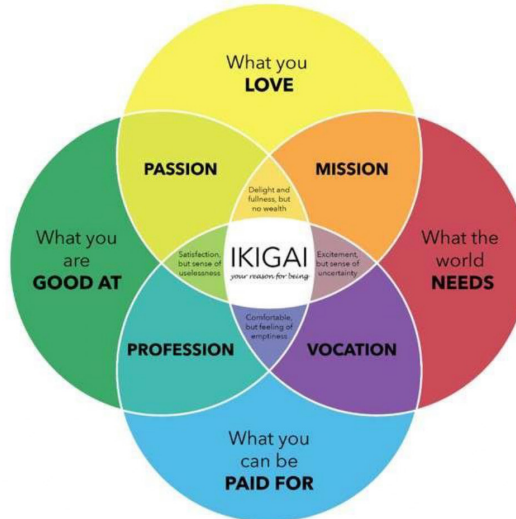 What you
LOVE
PASSION
MISSION
Delight and
fullness, but
no wealth
What you
are
GOOD AT
Satisfaction,
but sense of
uselessness
IKIGAI
your reason for being
Excitement,
but sense of
uncertainty
What the
world
NEEDS
Comfortable,
but feeling of
emptiness
PROFESSION
VOCATION
What you
can be
PAID FOR